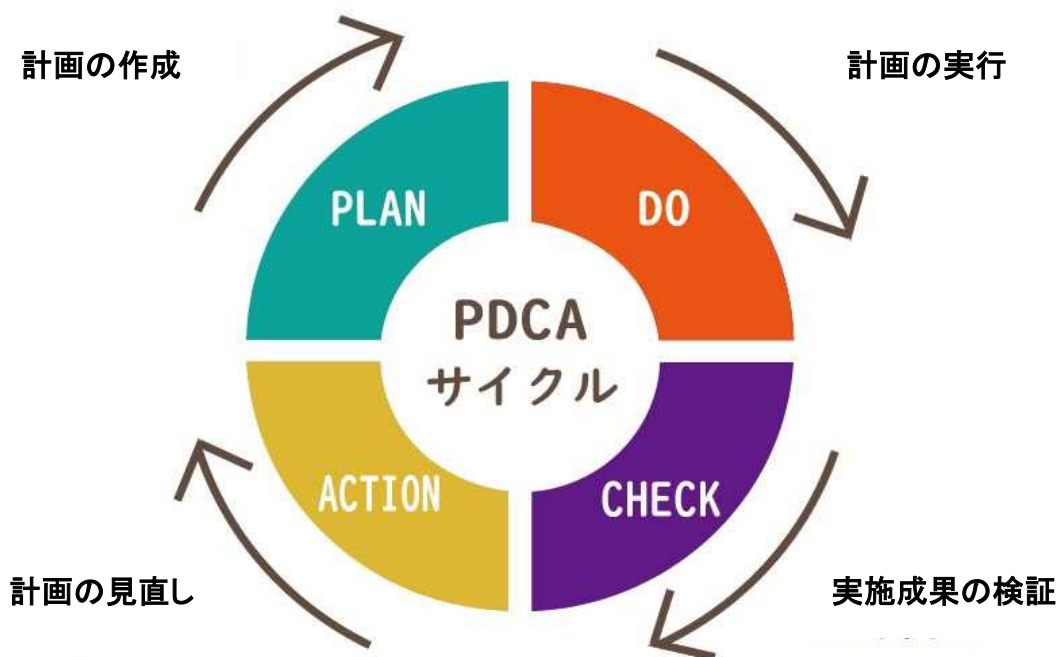 計画の作成
計画の実行
PLAN
DO
PDCA
サイクル
ACTION
CHECK
計画の見直し
実施成果の検証